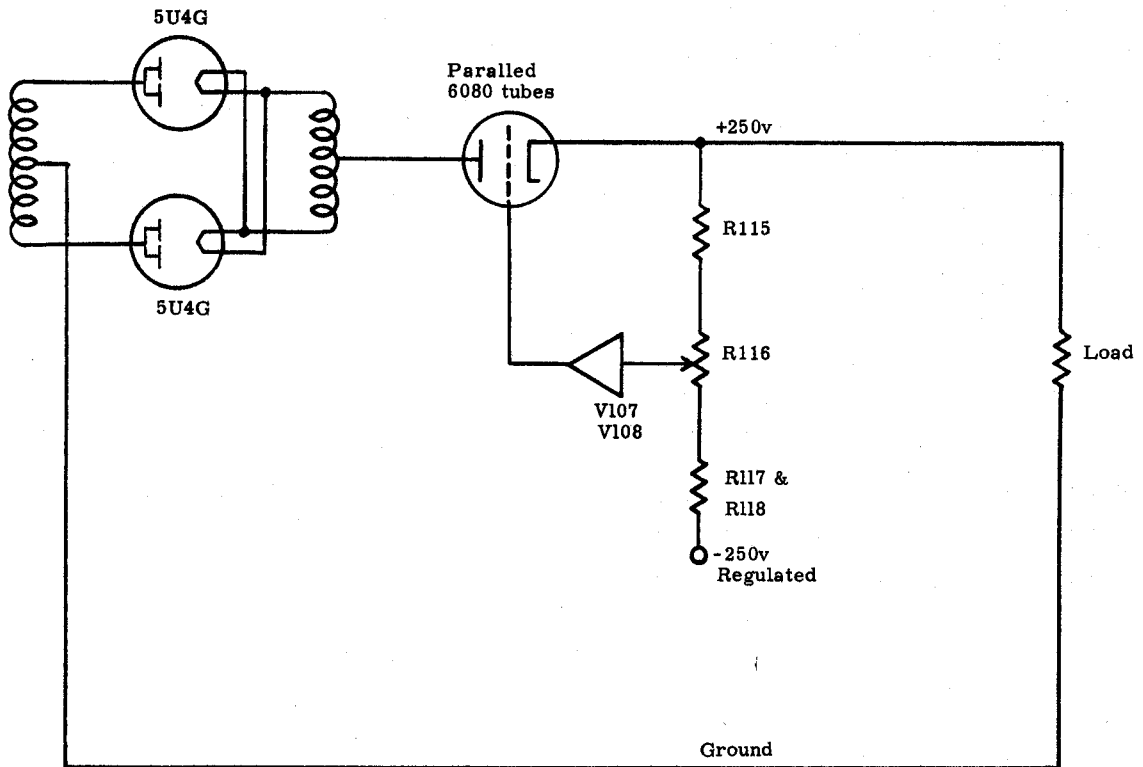 5U4G
Paralled
6080 tubes
+250v
R115
5U4G
R116
Load
V107
V108
R117 &
R118
-250v
Regulated
Ground